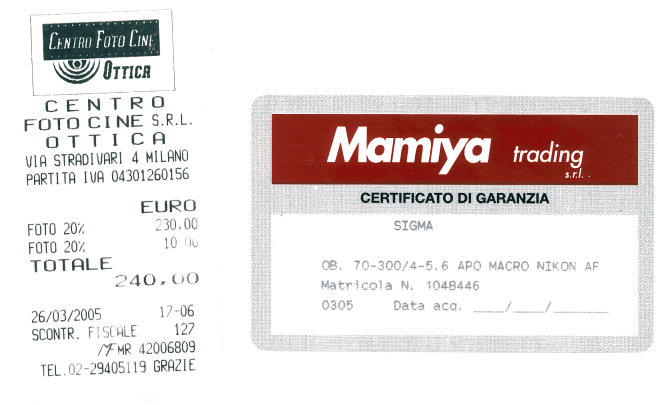 CENTRO FOTO CINE
OTTICA
CENTRO
FOTO CINE S.R.L.
OTTICA
VIA STRADIVARI 4 MILANO
PARTITA IVA 04301260156
EURO
FOTO 20% 230,00
FOTO 20% 10,00
TOTALE
240,00
26/03/2005 17-06
SCONTR. FISCALE 127
MF MR 42006809
TEL.02-29405119 GRAZIE
Mamiya trading
s.r.l.
CERTIFICATO DI GARANZIA
SIGMA
OB. 70-300/4-5.6 APO MACRO NIKON AF
Matricola N. 1048446
0305 Data acq. ____/____/_______